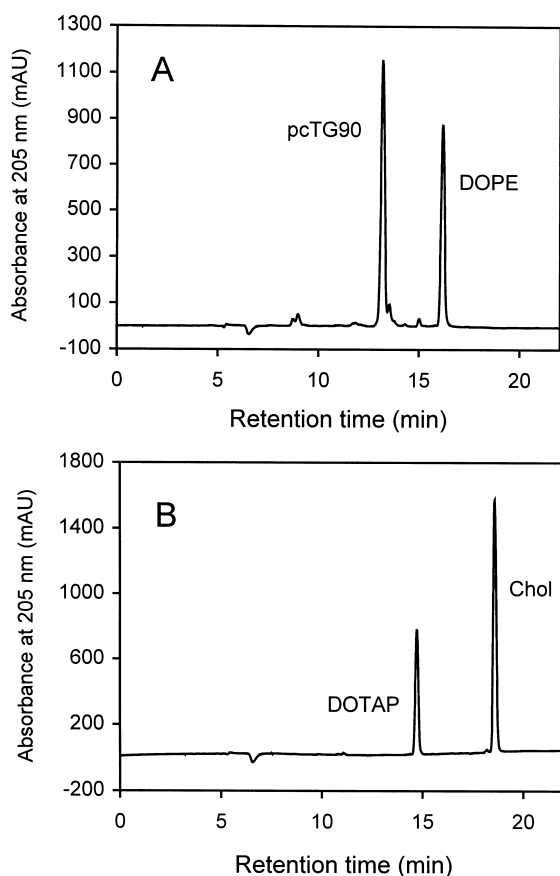 A
Absorbance at 205 nm (mAU)
1300
1100
900
700
500
300
100
-100
pcTG90
DOPE
0 5 10 15 20
Retention time (min)
B
Absorbance at 205 nm (mAU)
1800
1400
1000
600
200
-200
Chol
DOTAP
0 5 10 15 20
Retention time (min)